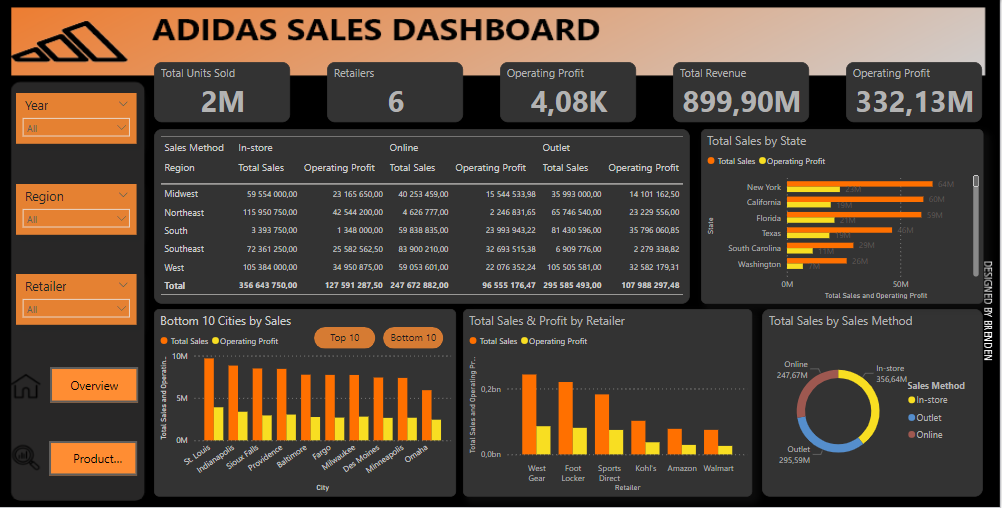 ADIDAS SALES DASHBOARD
Total Units Sold
2M
Retailers
6
Operating Profit
4,08K
Total Revenue
899,90M
Operating Profit
332,13M
Year
All
Region
All
Retailer
All
Overview
Product...
Sales Method In-store Online Outlet
Region Total Sales Operating Profit Total Sales Operating Profit Total Sales Operating Profit
Midwest 59 554 000,00 23 165 650,00 40 253 459,00 15 544 533,98 35 993 000,00 14 101 162,50
Northeast 115 950 750,00 42 544 200,00 4 626 777,00 2 246 831,65 65 746 540,00 23 229 556,00
South 3 393 750,00 1 348 000,00 59 838 835,00 23 993 943,22 81 430 596,00 35 796 060,85
Southeast 72 361 250,00 25 582 562,50 83 900 210,00 32 693 515,38 6 909 776,00 2 279 338,82
West 105 384 000,00 34 950 875,00 59 053 601,00 22 076 352,24 105 505 581,00 32 582 179,31
Total 356 643 750,00 127 591 287,50 247 672 882,00 96 555 176,47 295 585 493,00 107 988 297,48
Total Sales by State
Total Sales Operating Profit
State
New York 64M 23M
California 60M 19M
Florida 59M 21M
Texas 46M
South Carolina 29M 11M
Washington 26M 7M
0M 50M
Total Sales and Operating Profit
DESIGNED BY BRENDEN
Bottom 10 Cities by Sales
Top 10
Bottom 10
Total Sales Operating Profit
Total Sales and Operatin...
10M
5M
0M
St. Louis Indianapolis Sioux Falls Providence Baltimore Fargo Milwaukee Des Moines Minneapolis Omaha
City
Total Sales & Profit by Retailer
Total Sales Operating Profit
Total Sales and Operating Pr...
0,2bn
0,0bn
West Gear Foot Locker Sports Direct Kohl's Amazon Walmart
Retailer
Total Sales by Sales Method
Online
247,67M
In-store
356,64M
Outlet
295,59M
Sales Method
In-store
Outlet
Online